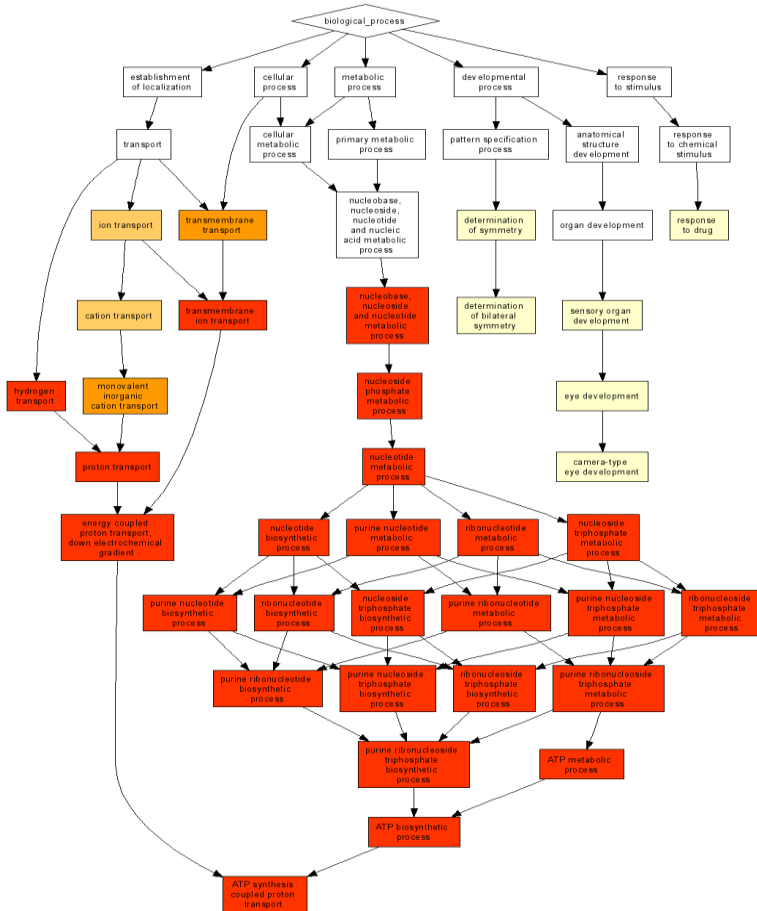 biological_process
establishment
of localization
cellular
process
metabolic
process
developmental
process
response
to stimulus
transport
cellular
metabolic
process
primary metabolic
process
pattern specification
process
anatomical
structure
development
response
to chemical
stimulus
nucleobase,
nucleoside,
nucleotide
and nucleic
acid metabolic
process
ion transport
transmembrane
transport
determination
of symmetry
organ development
response
to drug
cation transport
transmembrane
ion transport
nucleobase,
nucleoside
and nucleotide
metabolic
process
determination
of bilateral
symmetry
sensory organ
development
hydrogen
transport
monovalent
inorganic
cation transport
nucleoside
phosphate
metabolic
process
eye development
proton transport
nucleotide
metabolic
process
camera-type
eye development
energy coupled
proton transport,
down electrochemical
gradient
nucleotide
biosynthetic
process
purine nucleotide
metabolic
process
ribonucleotide
metabolic
process
nucleoside
triphosphate
metabolic
process
purine nucleotide
biosynthetic
process
ribonucleotide
biosynthetic
process
nucleoside
triphosphate
biosynthetic
process
purine ribonucleotide
metabolic
process
purine nucleoside
triphosphate
metabolic
process
ribonucleoside
triphosphate
metabolic
process
purine ribonucleotide
biosynthetic
process
purine nucleoside
triphosphate
biosynthetic
process
ribonucleoside
triphosphate
biosynthetic
process
purine ribonucleoside
triphosphate
metabolic
process
purine ribonucleoside
triphosphate
biosynthetic
process
ATP metabolic
process
ATP biosynthetic
process
ATP synthesis
coupled proton
transport